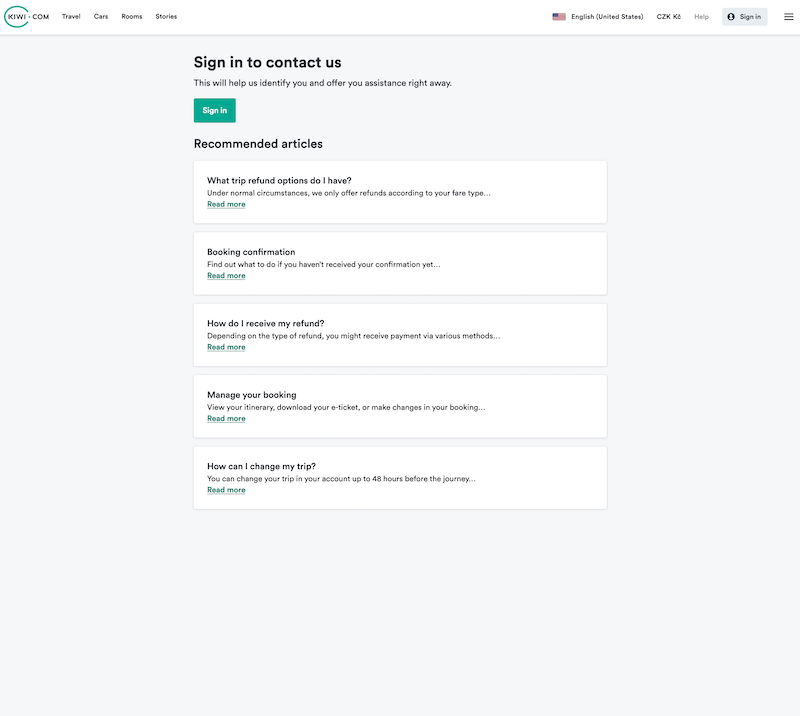 KIWI.COM Travel Cars Rooms Stories English (United States) CZK Kč Help Sign in
Sign in to contact us
This will help us identify you and offer you assistance right away.
Sign in
Recommended articles
What trip refund options do I have?
Under normal circumstances, we only offer refunds according to your fare type…
Read more
Booking confirmation
Find out what to do if you haven't received your confirmation yet…
Read more
How do I receive my refund?
Depending on the type of refund, you might receive payment via various methods…
Read more
Manage your booking
View your itinerary, download your e-ticket, or make changes in your booking…
Read more
How can I change my trip?
You can change your trip in your account up to 48 hours before the journey…
Read more